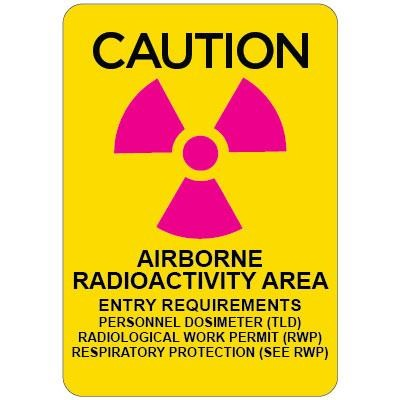 CAUTION
AIRBORNE
RADIOACTIVITY AREA
ENTRY REQUIREMENTS
PERSONNEL DOSIMETER (TLD)
RADIOLOGICAL WORK PERMIT (RWP)
RESPIRATORY PROTECTION (SEE RWP)